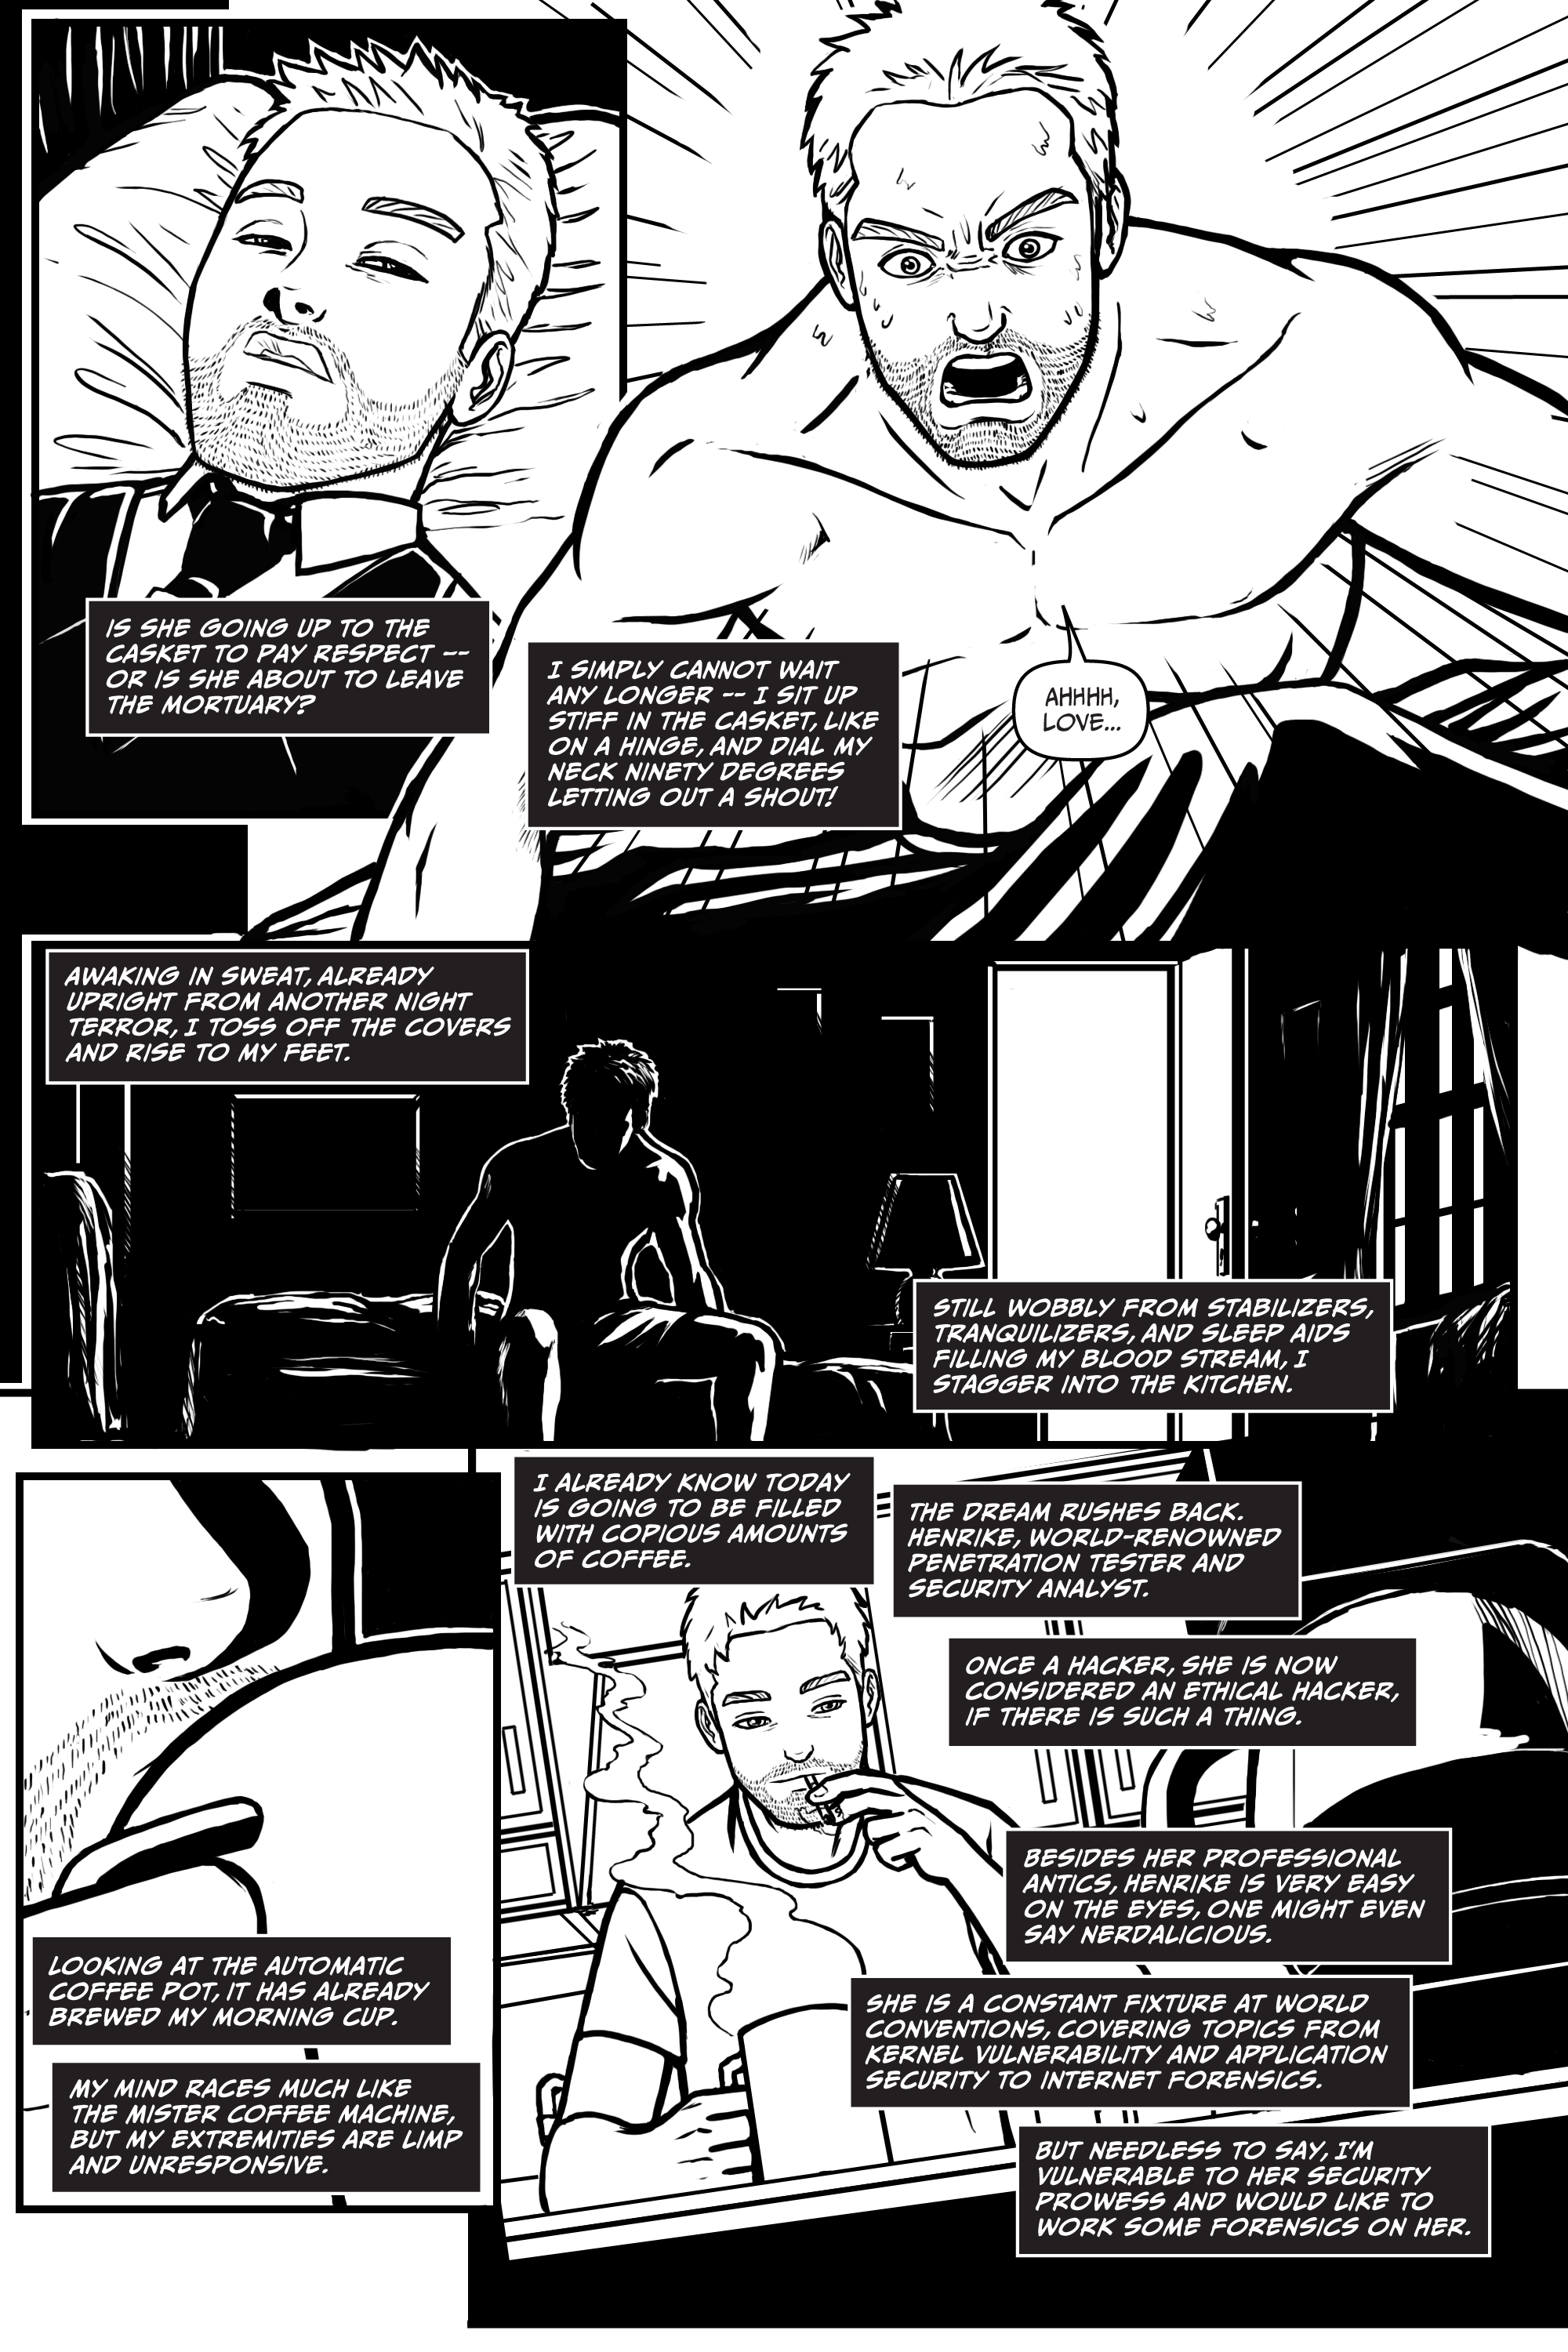 IS SHE GOING UP TO THE
CASKET TO PAY RESPECT --
OR IS SHE ABOUT TO LEAVE
THE MORTUARY?
I SIMPLY CANNOT WAIT
ANY LONGER -- I SIT UP
STIFF IN THE CASKET, LIKE
ON A HINGE, AND DIAL MY
NECK NINETY DEGREES
LETTING OUT A SHOUT!
AHHHH,
LOVE...
AWAKING IN SWEAT, ALREADY
UPRIGHT FROM ANOTHER NIGHT
TERROR, I TOSS OFF THE COVERS
AND RISE TO MY FEET.
STILL WOBBLY FROM STABILIZERS,
TRANQUILIZERS, AND SLEEP AIDS
FILLING MY BLOOD STREAM, I
STAGGER INTO THE KITCHEN.
LOOKING AT THE AUTOMATIC
COFFEE POT, IT HAS ALREADY
BREWED MY MORNING CUP.
MY MIND RACES MUCH LIKE
THE MISTER COFFEE MACHINE,
BUT MY EXTREMITIES ARE LIMP
AND UNRESPONSIVE.
I ALREADY KNOW TODAY
IS GOING TO BE FILLED
WITH COPIOUS AMOUNTS
OF COFFEE.
THE DREAM RUSHES BACK.
HENRIKE, WORLD-RENOWNED
PENETRATION TESTER AND
SECURITY ANALYST.
ONCE A HACKER, SHE IS NOW
CONSIDERED AN ETHICAL HACKER,
IF THERE IS SUCH A THING.
BESIDES HER PROFESSIONAL
ANTICS, HENRIKE IS VERY EASY
ON THE EYES, ONE MIGHT EVEN
SAY NERDALICIOUS.
SHE IS A CONSTANT FIXTURE AT WORLD
CONVENTIONS, COVERING TOPICS FROM
KERNEL VULNERABILITY AND APPLICATION
SECURITY TO INTERNET FORENSICS.
BUT NEEDLESS TO SAY, I'M
VULNERABLE TO HER SECURITY
PROWESS AND WOULD LIKE TO
WORK SOME FORENSICS ON HER.